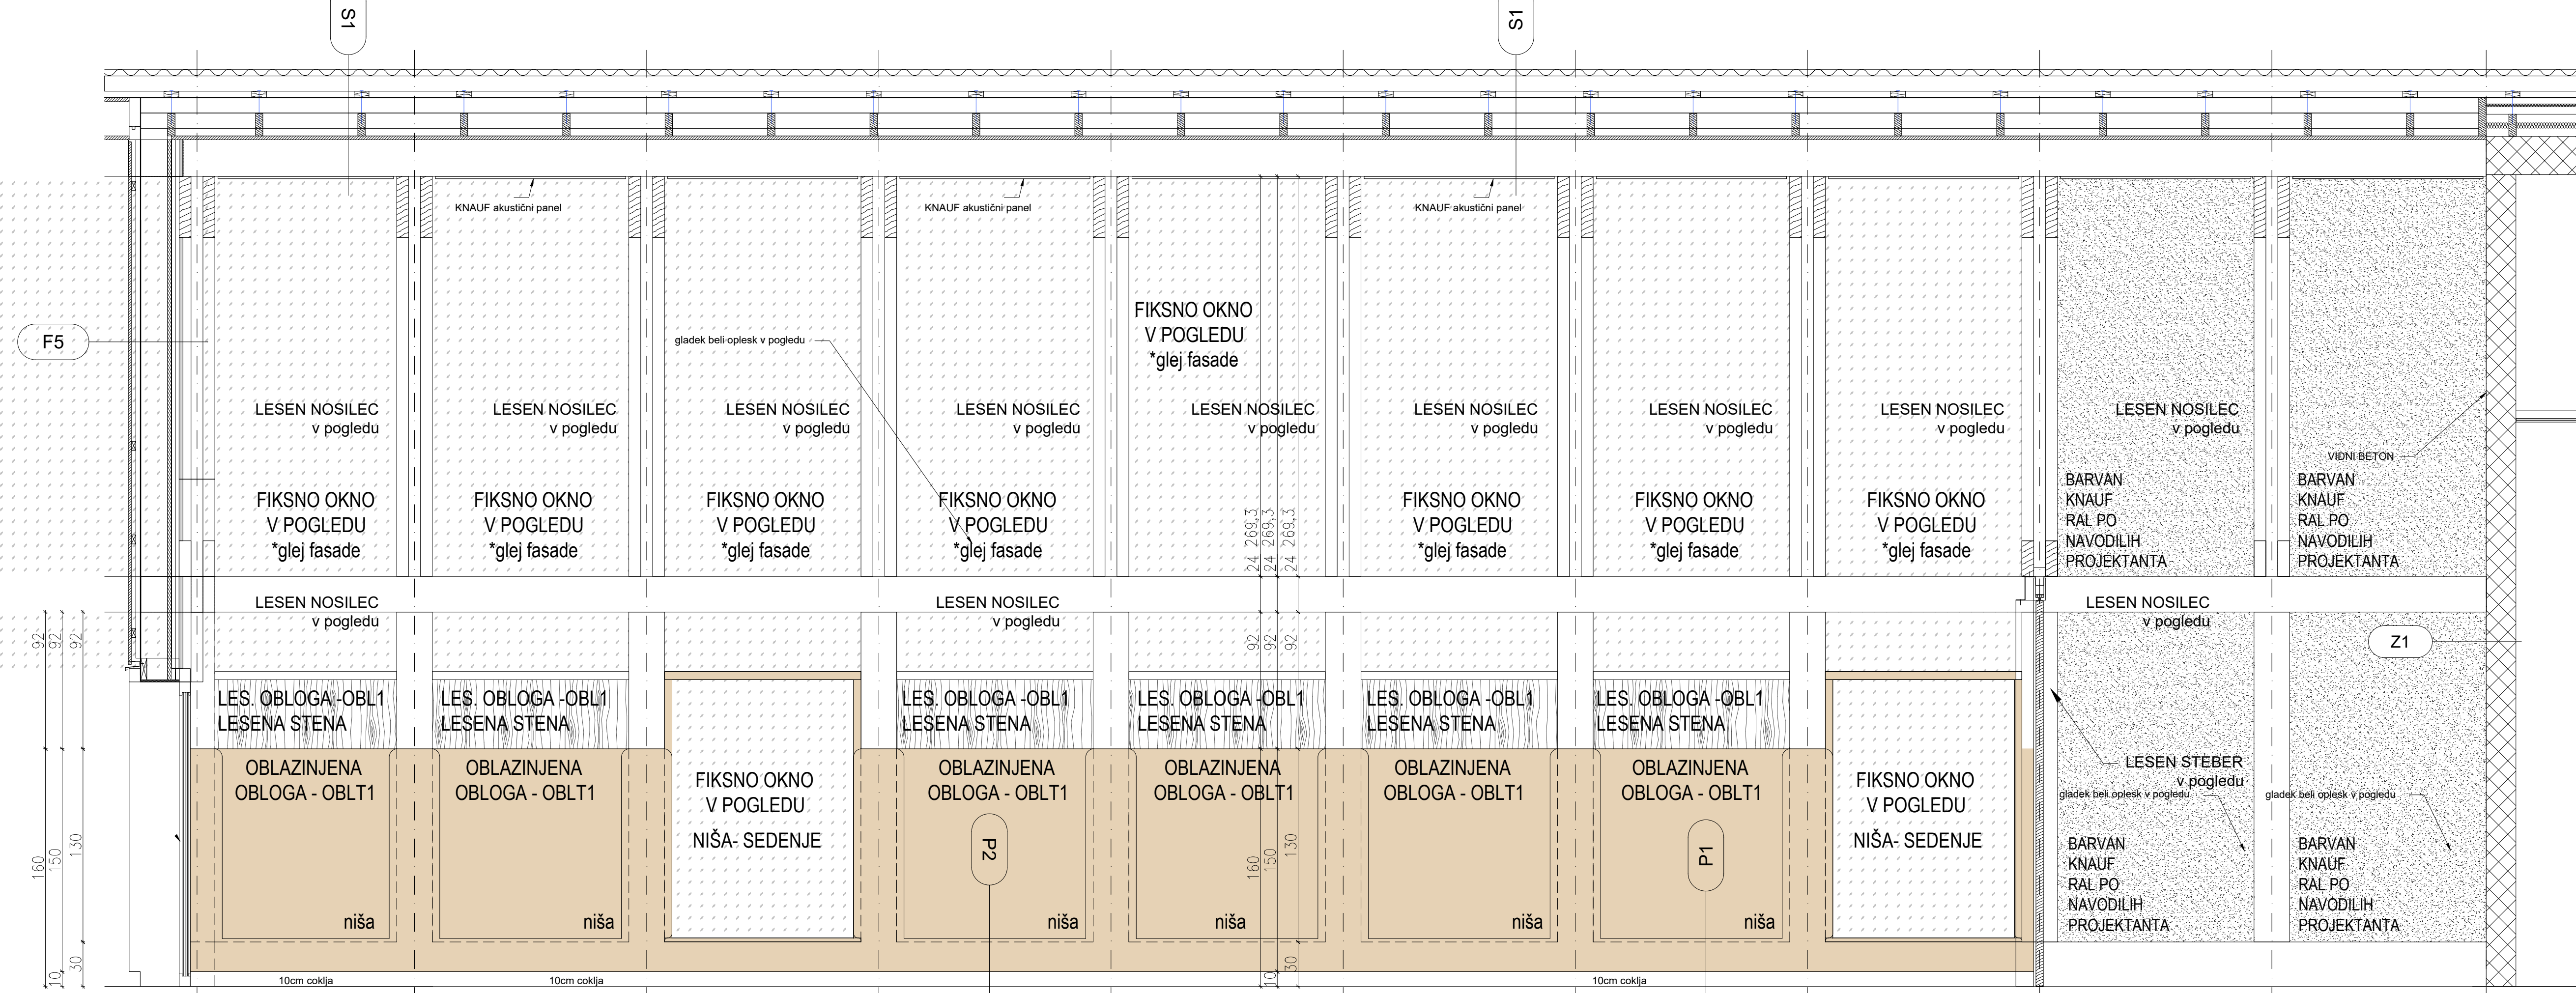 S1
S1
KNAUF akustični panel
KNAUF akustični panel
KNAUF akustični panel
F5
gladek beli oplesk v pogledu
FIKSNO OKNO
V POGLEDU
*glej fasade
LESEN NOSILEC
v pogledu
LESEN NOSILEC
v pogledu
LESEN NOSILEC
v pogledu
LESEN NOSILEC
v pogledu
LESEN NOSILEC
v pogledu
LESEN NOSILEC
v pogledu
LESEN NOSILEC
v pogledu
LESEN NOSILEC
v pogledu
LESEN NOSILEC
v pogledu
VIDNI BETON
FIKSNO OKNO
V POGLEDU
*glej fasade
FIKSNO OKNO
V POGLEDU
*glej fasade
FIKSNO OKNO
V POGLEDU
*glej fasade
FIKSNO OKNO
V POGLEDU
*glej fasade
24 269,3
24 269,3
24 269,3
FIKSNO OKNO
V POGLEDU
*glej fasade
FIKSNO OKNO
V POGLEDU
*glej fasade
FIKSNO OKNO
V POGLEDU
*glej fasade
BARVAN
KNAUF
RAL PO
NAVODILIH
PROJEKTANTA
BARVAN
KNAUF
RAL PO
NAVODILIH
PROJEKTANTA
LESEN NOSILEC
v pogledu
LESEN NOSILEC
v pogledu
LESEN NOSILEC
v pogledu
92
92
92
92
92
92
Z1
LES. OBLOGA -OBL1
LESENA STENA
LES. OBLOGA -OBL1
LESENA STENA
LES. OBLOGA -OBL1
LESENA STENA
LES. OBLOGA -OBL1
LESENA STENA
LES. OBLOGA -OBL1
LESENA STENA
LES. OBLOGA -OBL1
LESENA STENA
OBLAZINJENA
OBLOGA - OBLT1
OBLAZINJENA
OBLOGA - OBLT1
FIKSNO OKNO
V POGLEDU
NIŠA- SEDENJE
OBLAZINJENA
OBLOGA - OBLT1
OBLAZINJENA
OBLOGA - OBLT1
OBLAZINJENA
OBLOGA - OBLT1
OBLAZINJENA
OBLOGA - OBLT1
FIKSNO OKNO
V POGLEDU
NIŠA- SEDENJE
LESEN STEBER
v pogledu
gladek beli oplesk v pogledu
gladek beli oplesk v pogledu
P2
P1
160
150
130
160
150
130
BARVAN
KNAUF
RAL PO
NAVODILIH
PROJEKTANTA
BARVAN
KNAUF
RAL PO
NAVODILIH
PROJEKTANTA
niša
niša
niša
niša
niša
niša
10
30
10
30
10cm coklja
10cm coklja
10cm coklja